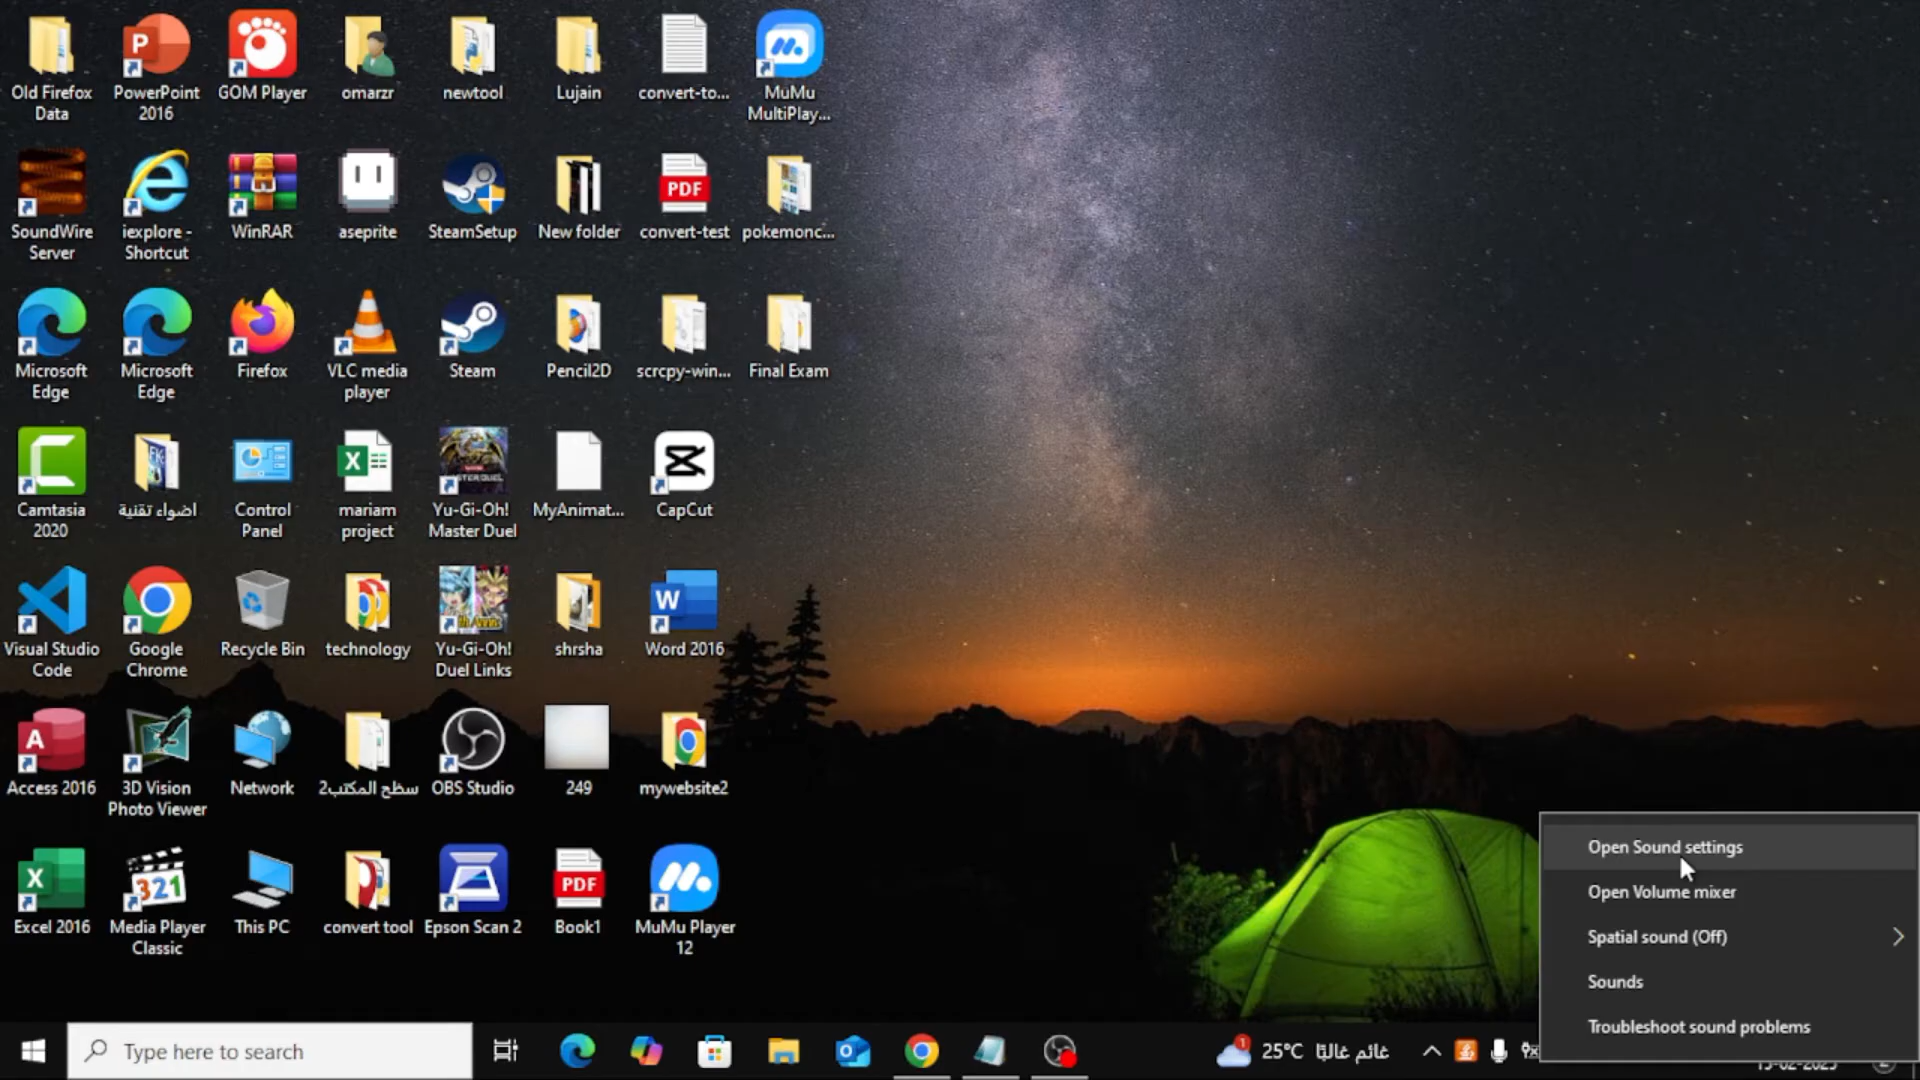 Old Firefox
Data
PowerPoint
2016
GOM Player
omarzr
newtool
Lujain
convert-to...
MuMu
MultiPlay...
SoundWire
Server
iexplore -
Shortcut
WinRAR
aseprite
SteamSetup
New folder
PDF
convert-test
pokemonc...
Microsoft
Edge
Microsoft
Edge
Firefox
VLC media
player
Steam
Pencil2D
scrcpy-win...
Final Exam
Camtasia
2020
اضواء تقنية
Control
Panel
mariam
project
Yu-Gi-Oh!
Master Duel
MyAnimat...
CapCut
Visual Studio
Code
Google
Chrome
Recycle Bin
technology
Yu-Gi-Oh!
Duel Links
shrsha
Word 2016
Access 2016
3D Vision
Photo Viewer
Network
سطح المكتب2
OBS Studio
249
mywebsite2
Excel 2016
321
Media Player
Classic
This PC
convert tool
Epson Scan 2
PDF
Book1
MuMu Player
12
Open Sound settings
Open Volume mixer
Spatial sound (Off)
Sounds
Troubleshoot sound problems
Type here to search
1
25°C غائم غالبًا